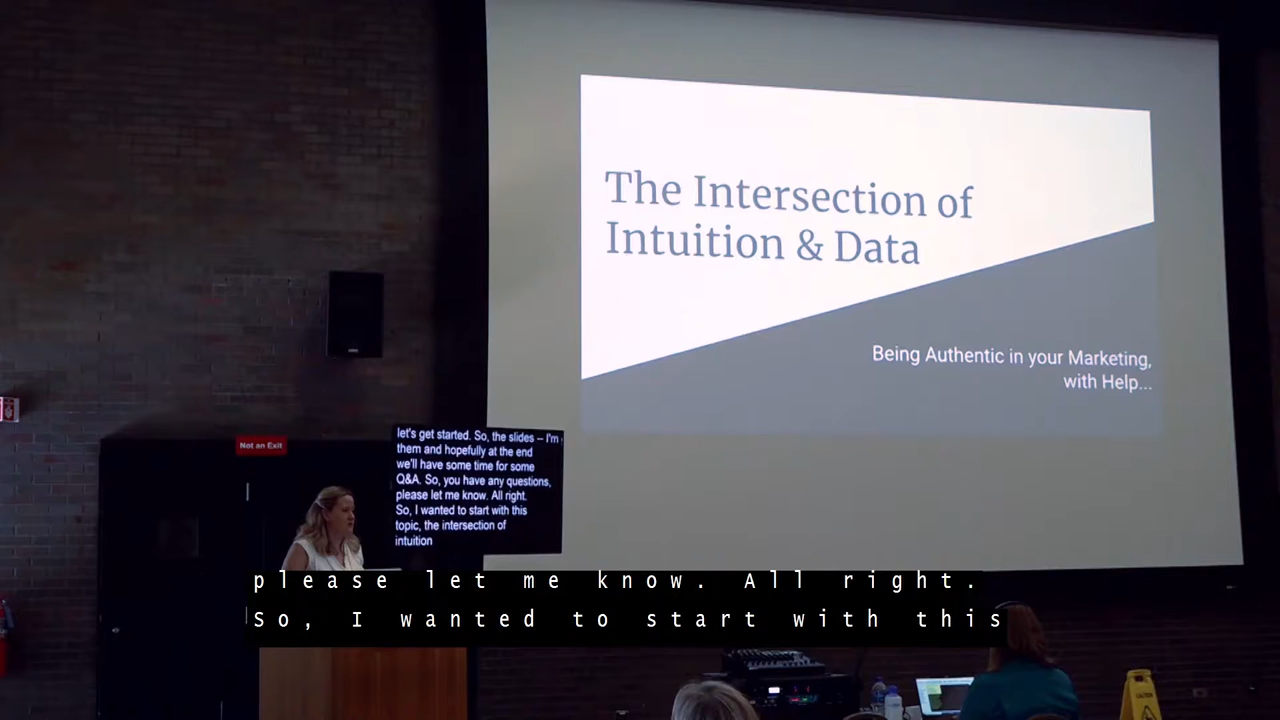 The Intersection of
Intuition & Data
Being Authentic in your Marketing,
with Help...
Not an Exit
let's get started. So, the slides – I'm
them and hopefully at the end
we'll have some time for some
Q&A. So, you have any questions,
please let me know. All right.
So, I wanted to start with this
topic, the intersection of
intuition
please let me know. All right.
So, I wanted to start with this
CAUTION